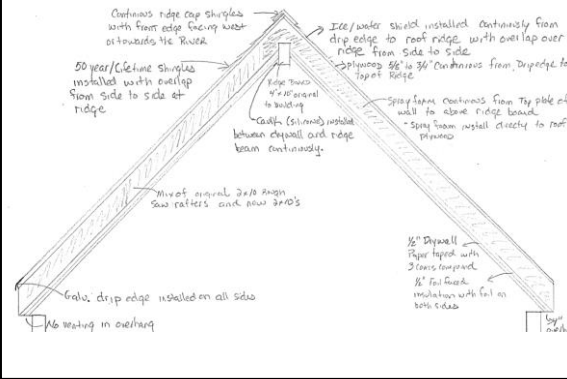 Continuous ridge cap shingles
with front edge facing west
or towards the River
50 year/Lifetime shingles
installed with overlap
from side to side at
ridge
Ridge Board
4"x10" original
to building
Caulk (silicone) installed
between drywall and ridge
beam continuously.
Mix of original 2x10 Rough
Saw rafters and new 2x10's
Galv. drip edge installed on all sides
No venting in overhang
Ice/water shield installed continuously from
drip edge to roof ridge with overlap over
ridge from side to side
plywood 5/8" to 3/4" Continuous from Dripedge to
Top of Ridge
Spray foam continuous from Top plate of
wall to above ridge board
- Spray foam install directly to roof
plywood
1/2" Drywall
Paper taped with
3 coats compound
1/2" Foil faced
insulation with foil on
both sides